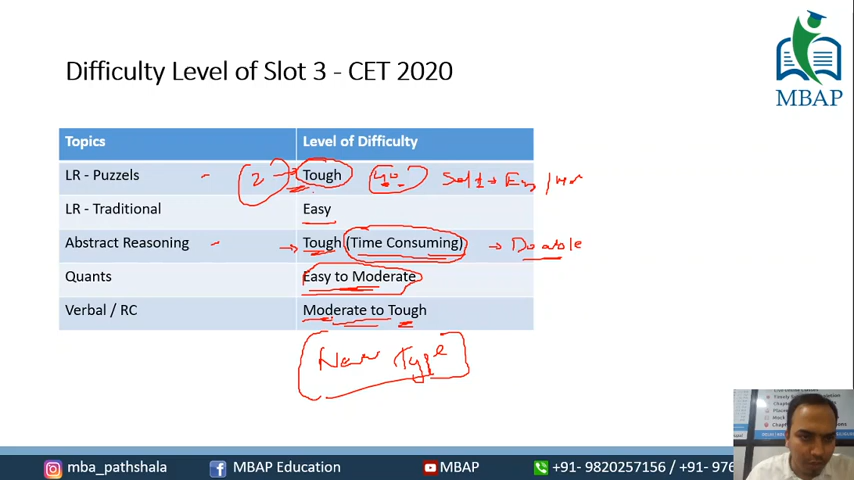 Difficulty Level of Slot 3 - CET 2020
MBAP
Topics Level of Difficulty
LR - Puzzels 2 Tough 40
LR - Traditional Easy
Abstract Reasoning Tough (Time Consuming) → Doable
Quants Easy to Moderate
Verbal / RC Moderate to Tough
New Type
mba_pathshala MBAP Education MBAP +91- 9820257156 / +91- 976